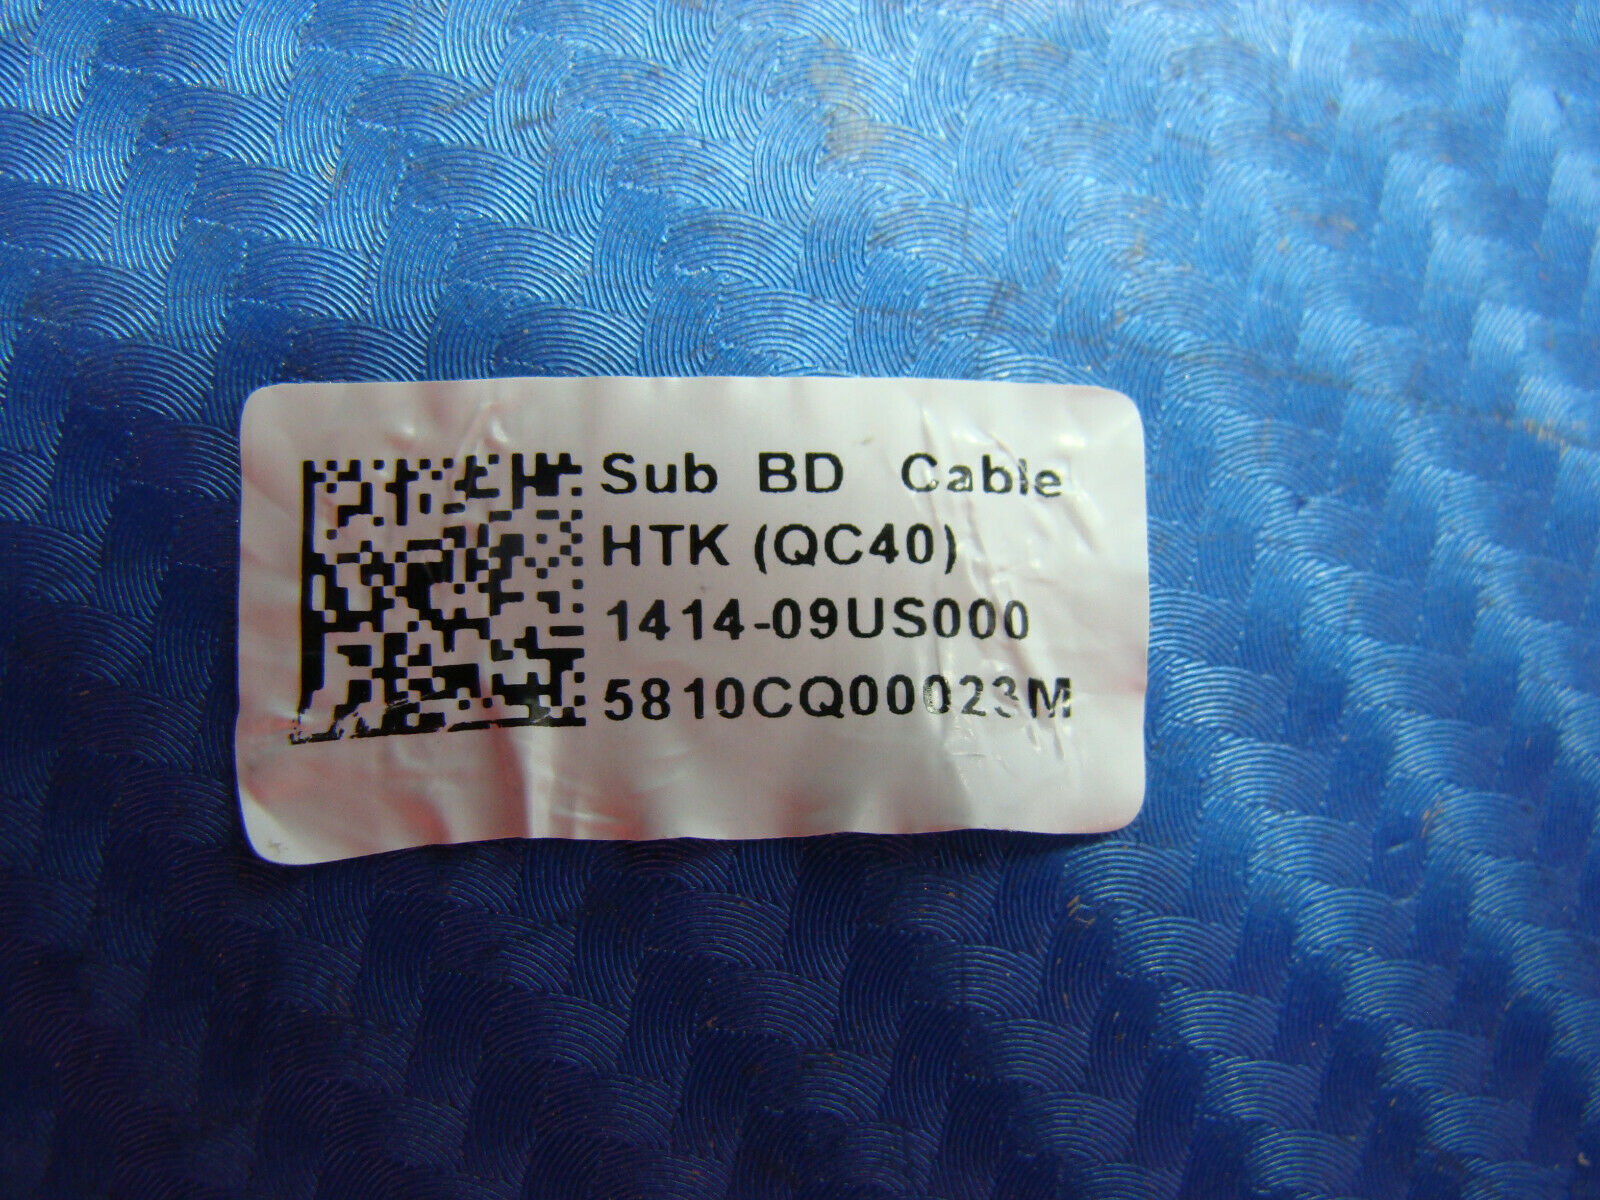 Sub BD Cable
HTK (QC40)
1414-09US000
5810CQ00023M